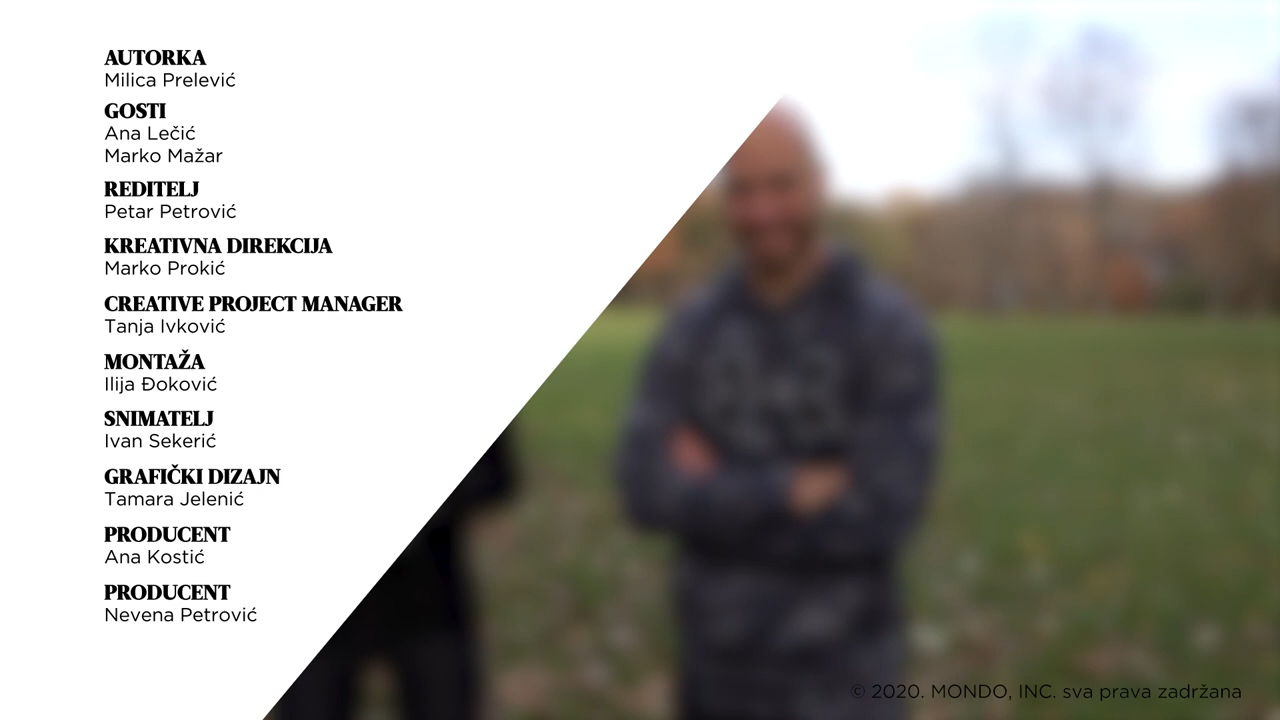 AUTORKA
Milica Prelević
GOSTI
Ana Lečić
Marko Mažar
REDITELJ
Petar Petrović
KREATIVNA DIREKCIJA
Marko Prokić
CREATIVE PROJECT MANAGER
Tanja Ivković
MONTAŽA
Ilija Đoković
SNIMATELJ
Ivan Sekerić
GRAFIČKI DIZAJN
Tamara Jelenić
PRODUCENT
Ana Kostić
PRODUCENT
Nevena Petrović
© 2020. MONDO, INC. sva prava zadržana